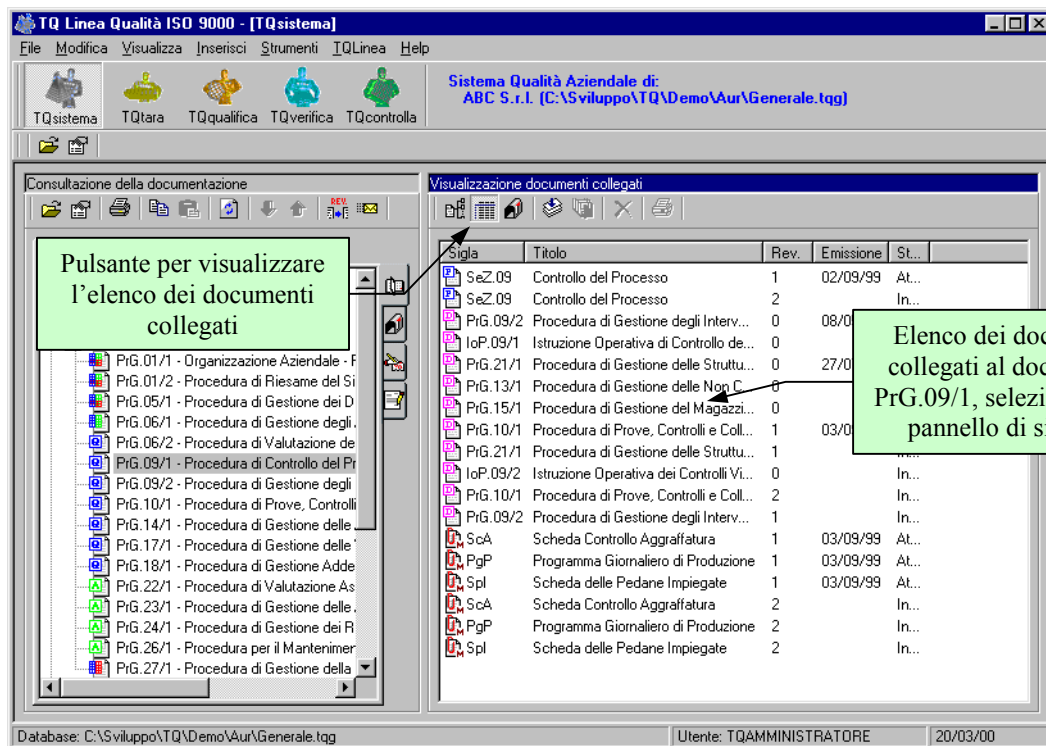 TQ Linea Qualità ISO 9000 - [TQsistema]
File Modifica Visualizza Inserisci Strumenti TQLinea Help
TQsistema TQtara TQqualifica TQverifica TQcontrolla
Sistema Qualità Aziendale di:
ABC S.r.l. (C:\Sviluppo\TQ\Demo\Aur\Generale.tqg)
Consultazione della documentazione
REV.
Pulsante per visualizzare
l’elenco dei documenti
collegati
PrG.01/1 - Organizzazione Aziendale - F
PrG.01/2 - Procedura di Riesame del Si
PrG.05/1 - Procedura di Gestione dei D
PrG.06/1 - Procedura di Gestione degli
PrG.06/2 - Procedura di Valutazione de
PrG.09/1 - Procedura di Controllo del Pr
PrG.09/2 - Procedura di Gestione degli
PrG.10/1 - Procedura di Prove, Controlli
PrG.14/1 - Procedura di Gestione delle
PrG.17/1 - Procedura di Gestione delle
PrG.18/1 - Procedura di Gestione Adde
PrG.22/1 - Procedura di Valutazione As
PrG.23/1 - Procedura di Gestione delle
PrG.24/1 - Procedura di Gestione dei R
PrG.26/1 - Procedura per il Mantenimer
PrG.27/1 - Procedura di Gestione della
Visualizzazione documenti collegati
Sigla Titolo Rev. Emissione St...
SeZ.09 Controllo del Processo 1 02/09/99 At...
SeZ.09 Controllo del Processo 2 In...
PrG.09/2 Procedura di Gestione degli Interv... 0 08/0
IoP.09/1 Istruzione Operativa di Controllo de... 0
PrG.21/1 Procedura di Gestione delle Struttu... 0 27/0
PrG.13/1 Procedura di Gestione delle Non C... 0
PrG.15/1 Procedura di Gestione del Magazzi... 0
PrG.10/1 Procedura di Prove, Controlli e Coll... 1 03/0
PrG.21/1 Procedura di Gestione delle Struttu... 1
IoP.09/2 Istruzione Operativa dei Controlli Vi... 0 In...
PrG.10/1 Procedura di Prove, Controlli e Coll... 2 In...
PrG.09/2 Procedura di Gestione degli Interv... 1 In...
ScA Scheda Controllo Aggraffatura 1 03/09/99 At...
PgP Programma Giornaliero di Produzione 1 03/09/99 At...
SpI Scheda delle Pedane Impiegate 1 03/09/99 At...
ScA Scheda Controllo Aggraffatura 2 In...
PgP Programma Giornaliero di Produzione 2 In...
SpI Scheda delle Pedane Impiegate 2 In...
Elenco dei doc
collegati al doc
PrG.09/1, selezi
pannello di si
Database: C:\Sviluppo\TQ\Demo\Aur\Generale.tqg Utente: TQAMMINISTRATORE 20/03/00